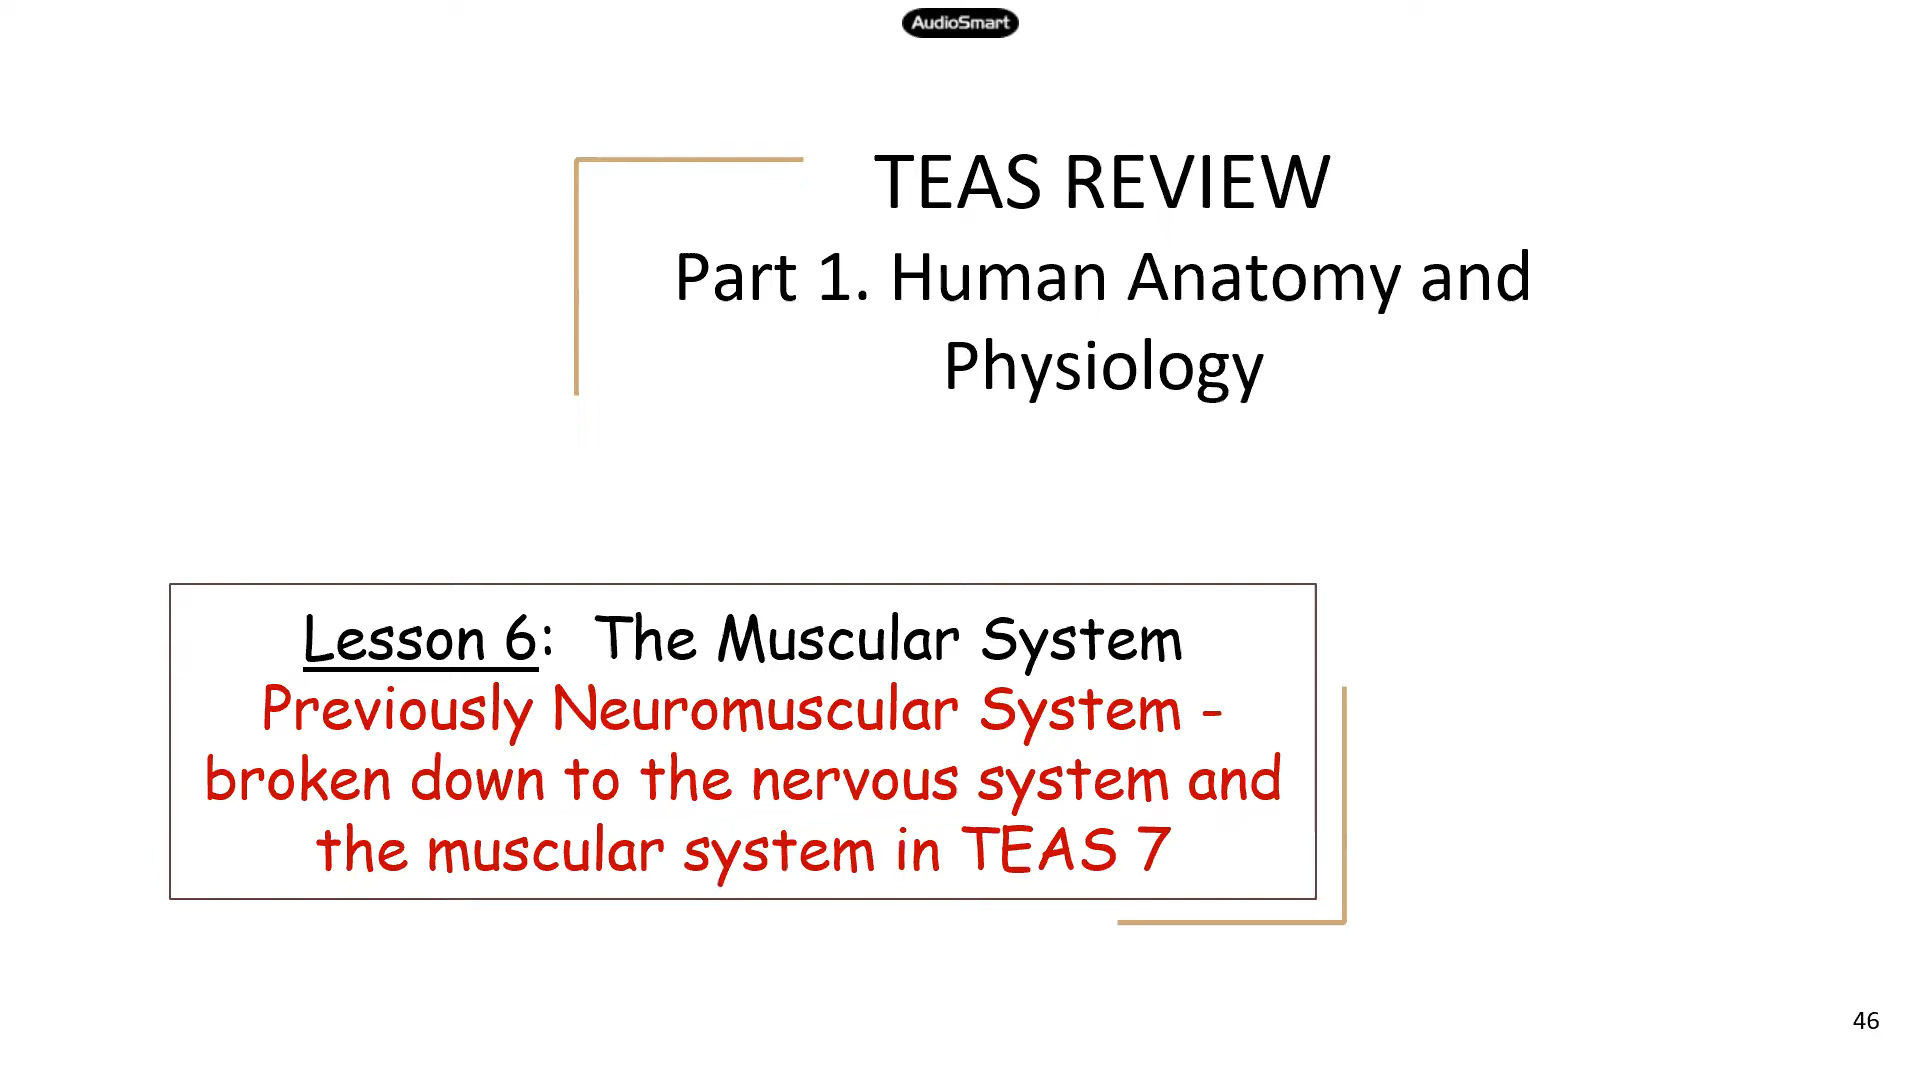 AudioSmart
TEAS REVIEW
Part 1. Human Anatomy and
Physiology
Lesson 6:  The Muscular System
Previously Neuromuscular System -
broken down to the nervous system and
the muscular system in TEAS 7
46